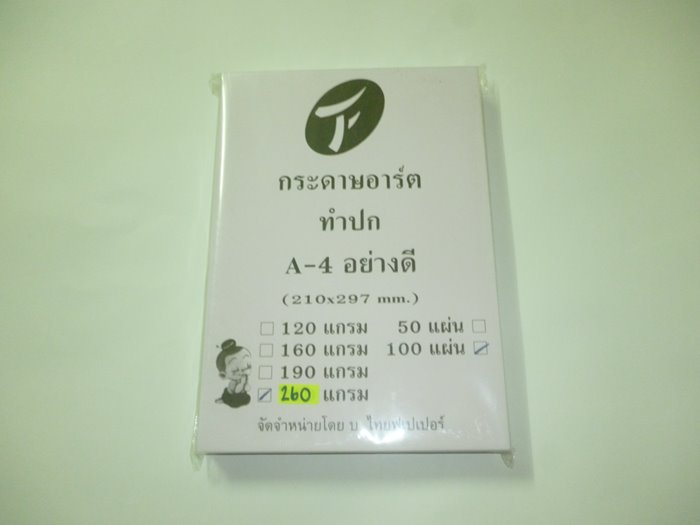 กระดาษอาร์ต
ทำปก
A-4 อย่างดี
(210x297 mm.)
120 แกรม 50 แผ่น
160 แกรม 100 แผ่น
190 แกรม
260 แกรม
จัดจำหน่ายโดย บ. ไทยฟูเปเปอร์